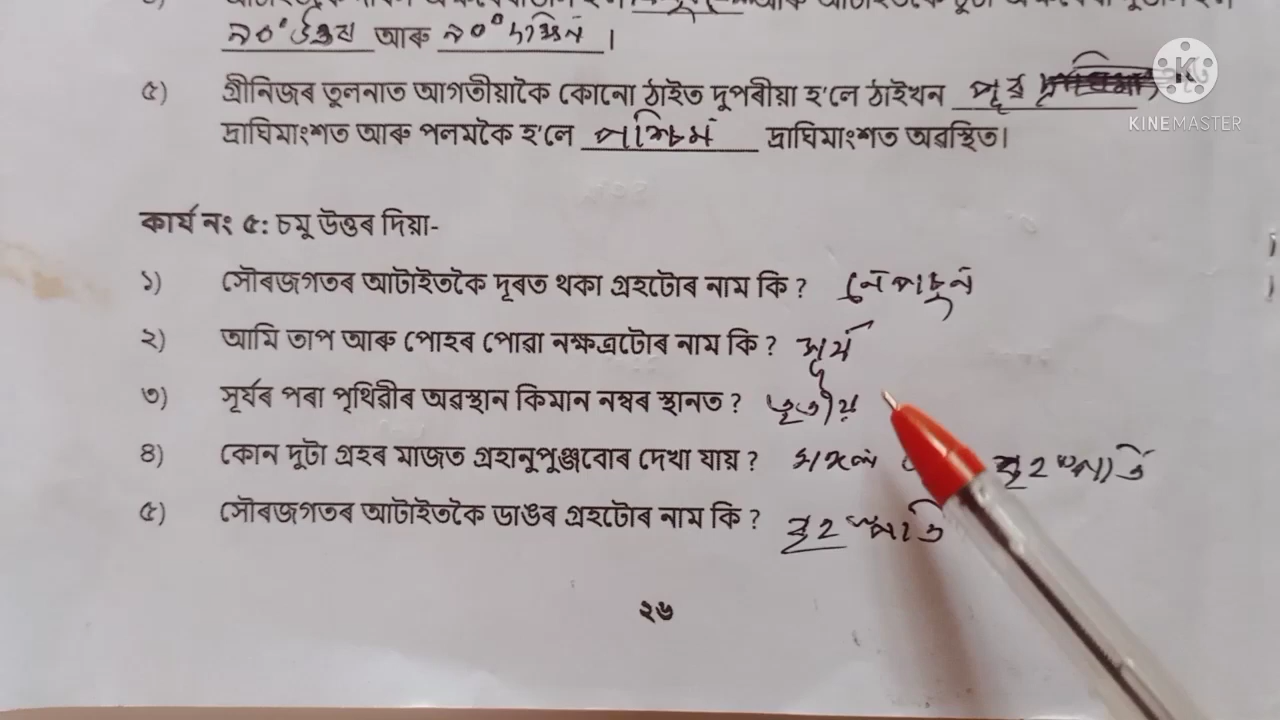 ৯০°উত্তৰ আৰু ৯০°দক্ষিণ ।
৫) গ্ৰীনিজৰ তুলনাত আগতীয়াকৈ কোনো ঠাইত দুপৰীয়া হ'লে ঠাইখন পূৱ
দ্ৰাঘিমাংশত আৰু পলমকৈ হ'লে পশ্চিম দ্ৰাঘিমাংশত অৱস্থিত।
K
KINEMASTER
কাৰ্য নং ৫: চমু উত্তৰ দিয়া-
১) সৌৰজগতৰ আটাইতকৈ দূৰত থকা গ্ৰহটোৰ নাম কি ? নেপচুন
২) আমি তাপ আৰু পোহৰ পোৱা নক্ষত্ৰটোৰ নাম কি ? সূৰ্য
৩) সূৰ্যৰ পৰা পৃথিৱীৰ অৱস্থান কিমান নম্বৰ স্থানত ? তৃতীয়
৪) কোন দুটা গ্ৰহৰ মাজত গ্ৰহানুপুঞ্জবোৰ দেখা যায় ? মঙ্গল বৃহস্পতি
৫) সৌৰজগতৰ আটাইতকৈ ডাঙৰ গ্ৰহটোৰ নাম কি ? বৃহস্পতি
২৬